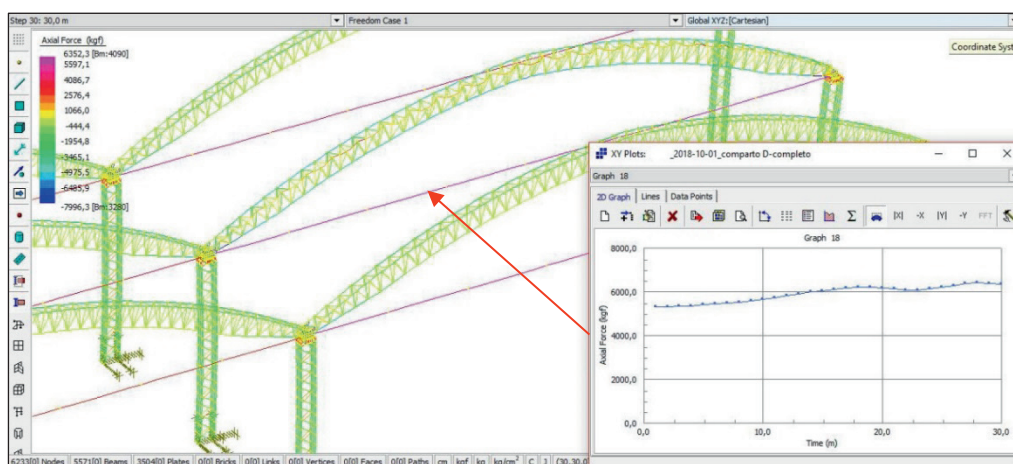 Step 30: 30,0 m
Freedom Case 1
Global XYZ:[Cartesian]
Coordinate Syst
Axial Force (kgf)
6352,3 [Bm:4090]
5597,1
4086,7
2576,4
1066,0
-444,4
-1954,8
-3465,1
-4975,5
-6485,9
-7996,3 [Bm:3280]
XY Plots: _2018-10-01_comparto D-completo
Graph 18
2D Graph Lines Data Points
|X| -X |Y| -Y FFT
Graph 18
8000,0
6000,0
4000,0
2000,0
0,0
Axial Force (kgf)
0,0 10,0 20,0 30,0
Time (m)
6233[0] Nodes 5571[0] Beams 3504[0] Plates 0[0] Bricks 0[0] Links 0[0] Vertices 0[0] Faces 0[0] Paths cm kgf kg kg/cm² C J (30,30,0